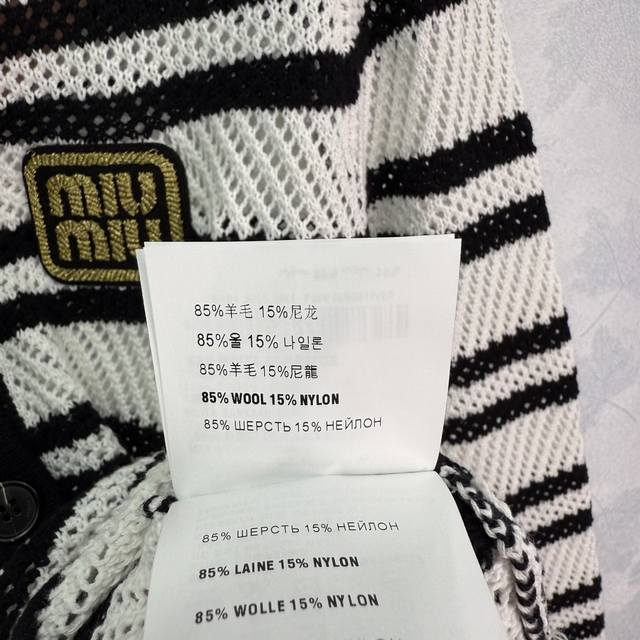 MIU
MIU
85%羊毛 15%尼龙
85%울 15% 나일론
85%羊毛 15%尼龍
85% WOOL 15% NYLON
85% ШЕРСТЬ 15% НЕЙЛОН
85% ШЕРСТЬ 15% НЕЙЛОН
85% LAINE 15% NYLON
85% WOLLE 15% NYLON